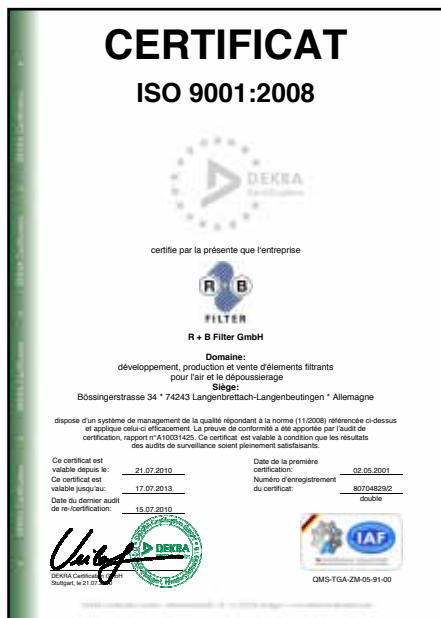 CERTIFICAT
ISO 9001:2008
DEKRA
certifie par la présente que l'entreprise
R + B
FILTER
R + B Filter GmbH
Domaine:
développement, production et vente d'élements filtrants
pour l'air et le dépoussierage
Siège:
Bössingerstrasse 34 * 74243 Langenbrettach-Langenbeutingen * Allemagne
dispose d'un système de management de la qualité répondant à la norme (11/2008) référencée ci-dessus
et applique celui-ci efficacement. La preuve de conformité a été apportée par l'audit de
certification, rapport n°A10031425. Ce certificat est valable à condition que les résultats
des audits de surveillance soient pleinement satisfaisants.
Ce certificat est
valable depuis le: 21.07.2010
Ce certificat est
valable jusqu'au: 17.07.2013
Date du dernier audit
de re-/certification: 15.07.2010
Date de la première
certification: 02.05.2001
Numéro d'enregistrement
du certificat: 80704829/2
double
DEKRA
DEKRA Certification GmbH
Stuttgart, le 21.07.
IAF
QMS-TGA-ZM-05-91-00